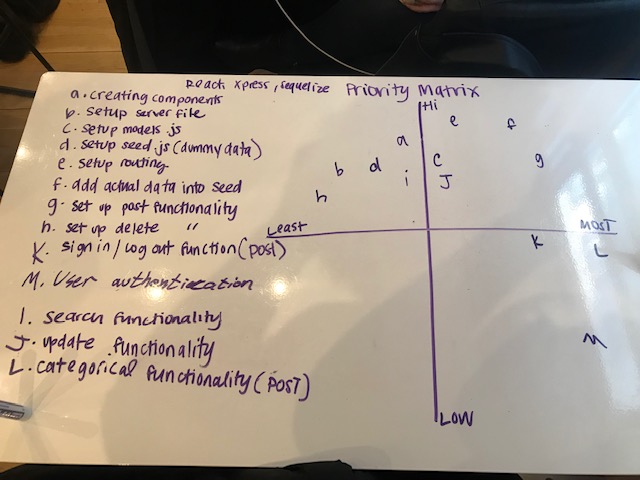 React, Xpress, Sequelize Priority Matrix
a. creating components
b. setup server file
c. setup models js
d. setup seed.js (dummy data)
e. setup routing.
f. add actual data into seed
g. set up post functionality
h. set up delete "
K. sign in / log out function (post)
M. User authentication
I. search functionality
J. update functionality
L. categorical functionality (POST)
Hi
e f
a
b d c g
h i J
Least Most
K L
M
LOW